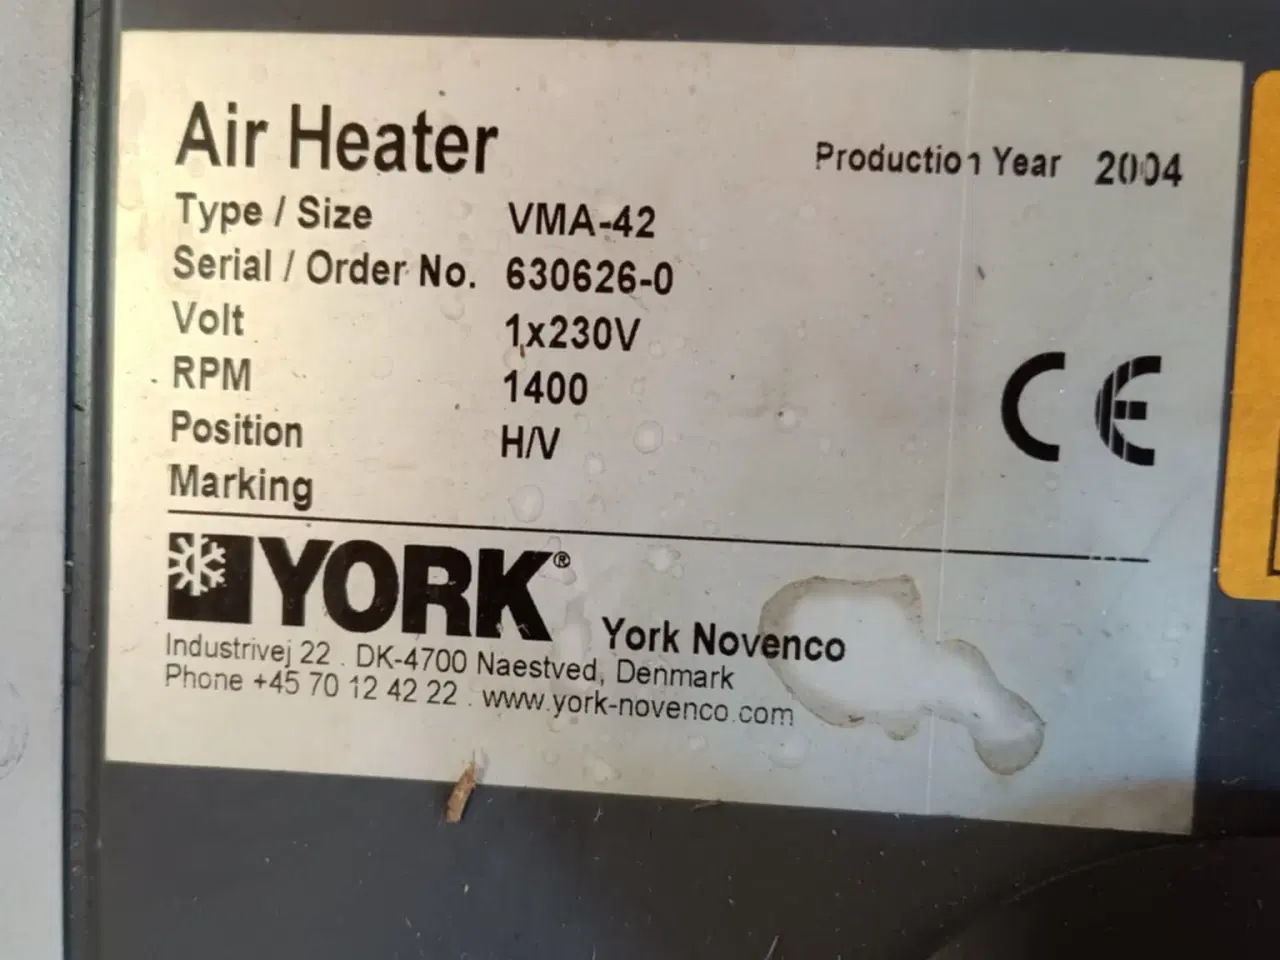 Air Heater
Production Year 2004
Type / Size VMA-42
Serial / Order No. 630626-0
Volt 1x230V
RPM 1400
Position H/V
Marking
CE
YORK®
York Novenco
Industrivej 22 . DK-4700 Naestved, Denmark
Phone +45 70 12 42 22 . www.york-novenco.com